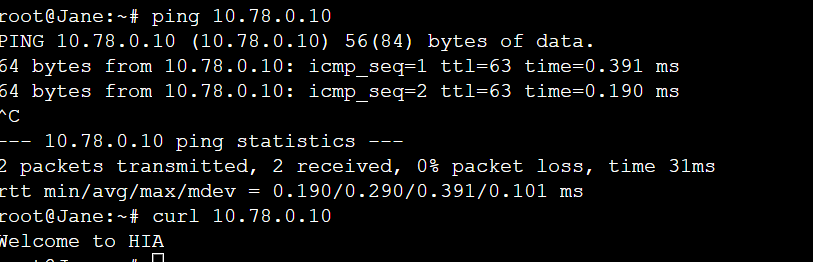 root@Jane:~# ping 10.78.0.10
PING 10.78.0.10 (10.78.0.10) 56(84) bytes of data.
64 bytes from 10.78.0.10: icmp_seq=1 ttl=63 time=0.391 ms
64 bytes from 10.78.0.10: icmp_seq=2 ttl=63 time=0.190 ms
^C
--- 10.78.0.10 ping statistics ---
2 packets transmitted, 2 received, 0% packet loss, time 31ms
rtt min/avg/max/mdev = 0.190/0.290/0.391/0.101 ms
root@Jane:~# curl 10.78.0.10
Welcome to HIA
root@Jane:~#